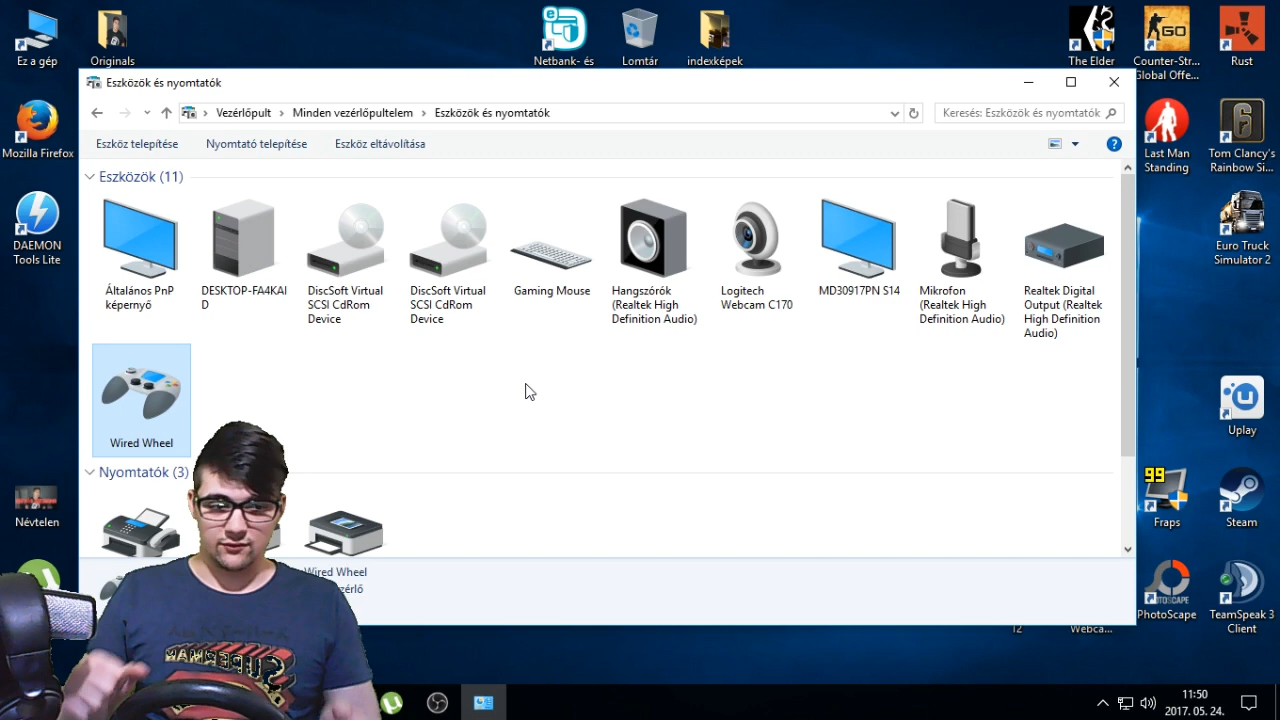 Ez a gép
Originals
Netbank- és
Lomtár
indexképek
The Elder
Counter-Str...
Global Offe...
Rust
Eszközök és nyomtatók
Vezérlőpult
Minden vezérlőpultelem
Eszközök és nyomtatók
Keresés: Eszközök és nyomtatók
Eszköz telepítése
Nyomtató telepítése
Eszköz eltávolítása
Mozilla Firefox
DAEMON
Tools Lite
Névtelen
Eszközök (11)
Általános PnP
képernyő
DESKTOP-FA4KAI
D
DiscSoft Virtual
SCSI CdRom
Device
DiscSoft Virtual
SCSI CdRom
Device
Gaming Mouse
Hangszórók
(Realtek High
Definition Audio)
Logitech
Webcam C170
MD30917PN S14
Mikrofon
(Realtek High
Definition Audio)
Realtek Digital
Output (Realtek
High Definition
Audio)
Wired Wheel
Nyomtatók (3)
Wired Wheel
Last Man
Standing
Tom Clancy's
Rainbow Si...
Euro Truck
Simulator 2
Uplay
99
Fraps
Steam
PHOTOSCAPE
PhotoScape
TeamSpeak 3
Client
12
Webca...
SUPERMAN
11:50
2017. 05. 24.